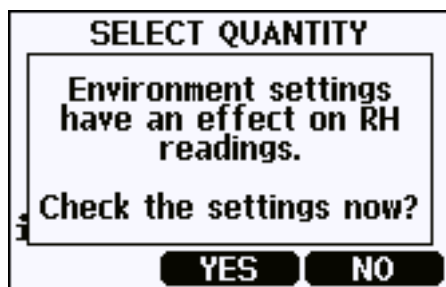 SELECT QUANTITY
Environment settings
have an effect on RH
readings.
Check the settings now?
YES NO